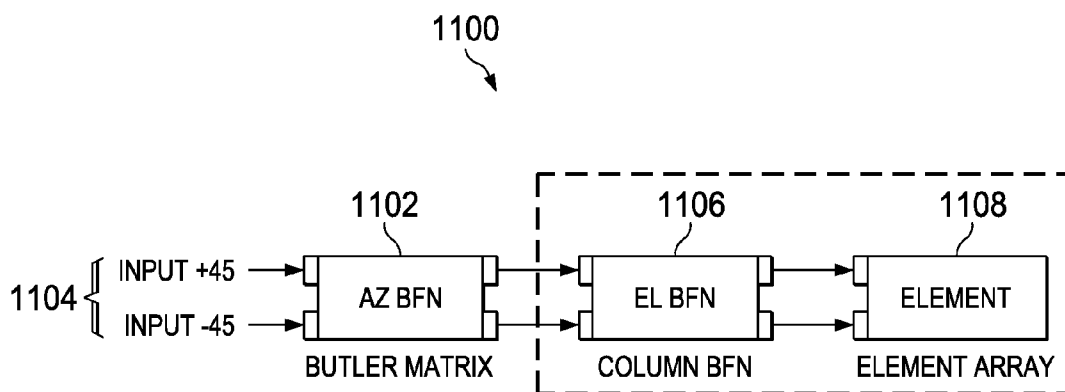 1100
1102
1106
1108
1104
INPUT +45
AZ BFN
EL BFN
ELEMENT
INPUT -45
BUTLER MATRIX
COLUMN BFN
ELEMENT ARRAY